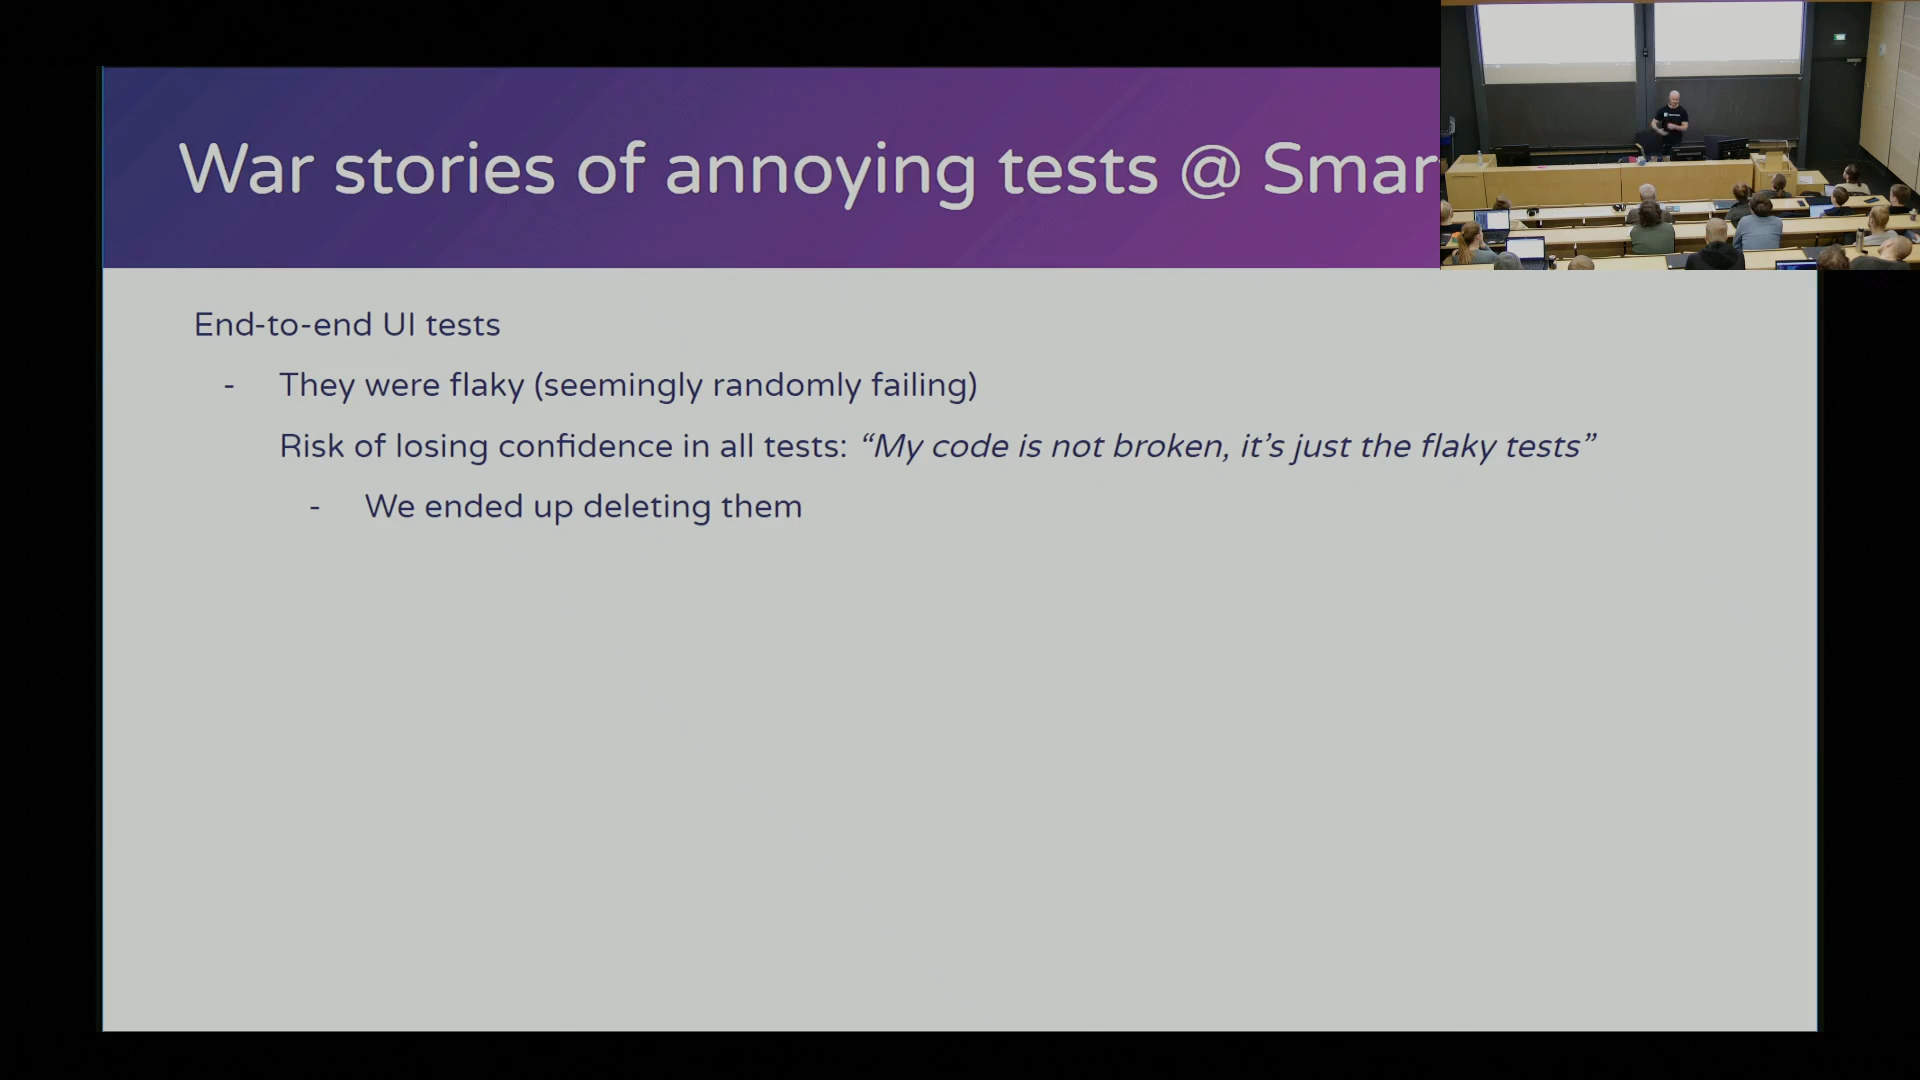 War stories of annoying tests @ Smar
End-to-end UI tests
- They were flaky (seemingly randomly failing)
Risk of losing confidence in all tests: “My code is not broken, it’s just the flaky tests”
- We ended up deleting them